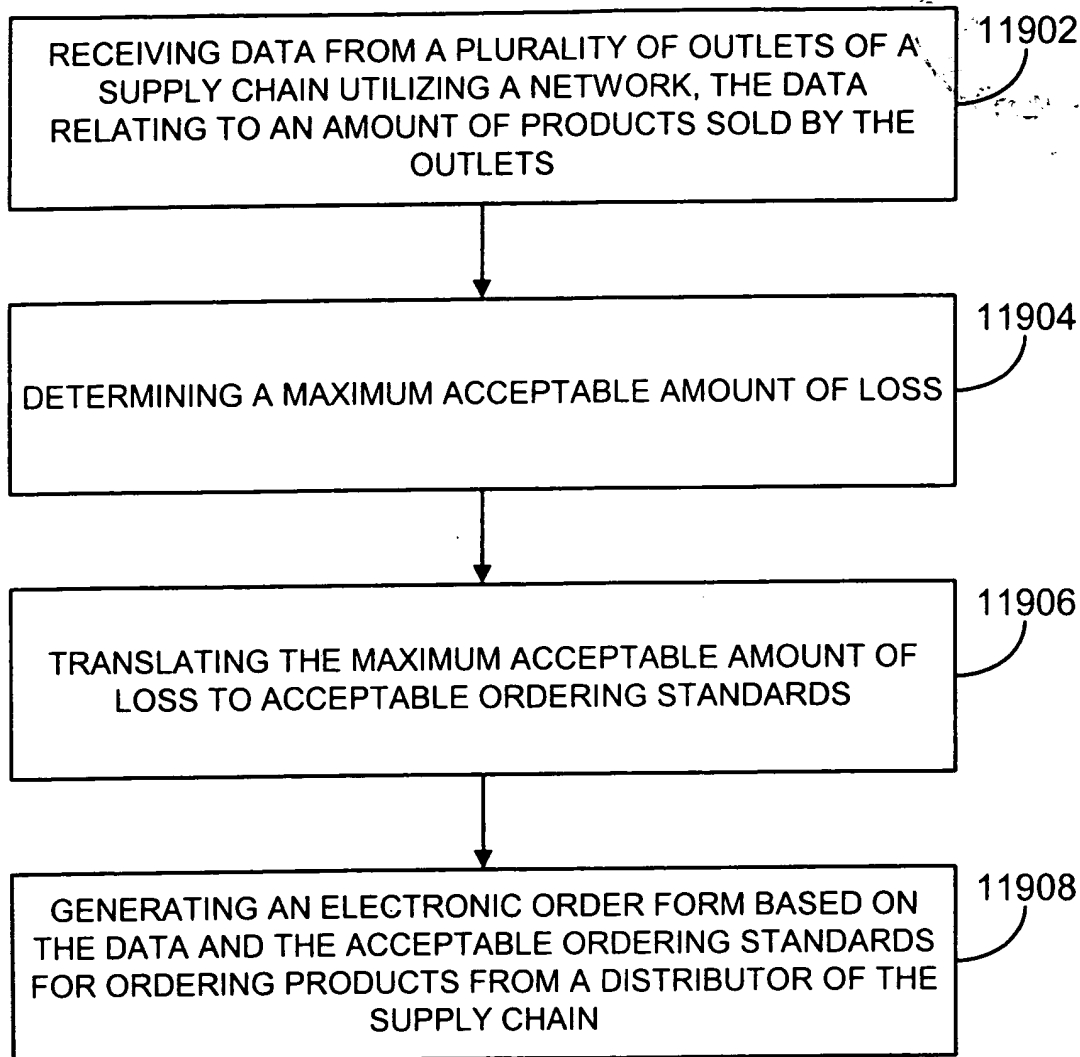 RECEIVING DATA FROM A PLURALITY OF OUTLETS OF A
SUPPLY CHAIN UTILIZING A NETWORK, THE DATA
RELATING TO AN AMOUNT OF PRODUCTS SOLD BY THE
OUTLETS
11902
DETERMINING A MAXIMUM ACCEPTABLE AMOUNT OF LOSS
11904
TRANSLATING THE MAXIMUM ACCEPTABLE AMOUNT OF
LOSS TO ACCEPTABLE ORDERING STANDARDS
11906
GENERATING AN ELECTRONIC ORDER FORM BASED ON
THE DATA AND THE ACCEPTABLE ORDERING STANDARDS
FOR ORDERING PRODUCTS FROM A DISTRIBUTOR OF THE
SUPPLY CHAIN
11908